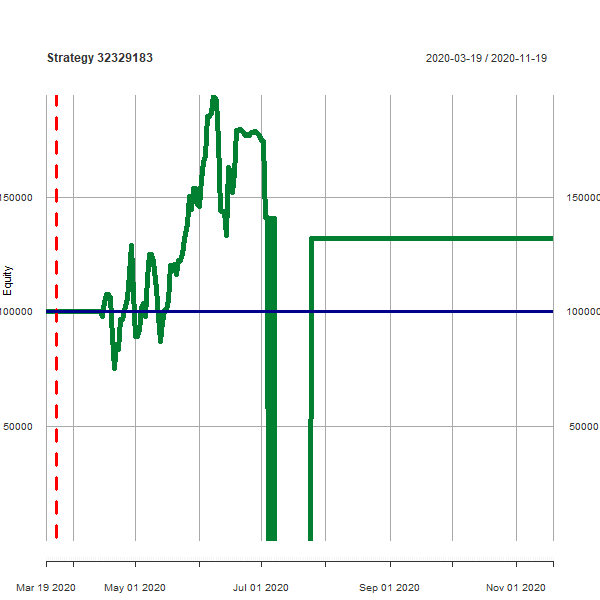 Strategy 32329183
2020-03-19 / 2020-11-19
150000
150000
Equity
100000
100000
50000
50000
Mar 19 2020
May 01 2020
Jul 01 2020
Sep 01 2020
Nov 01 2020